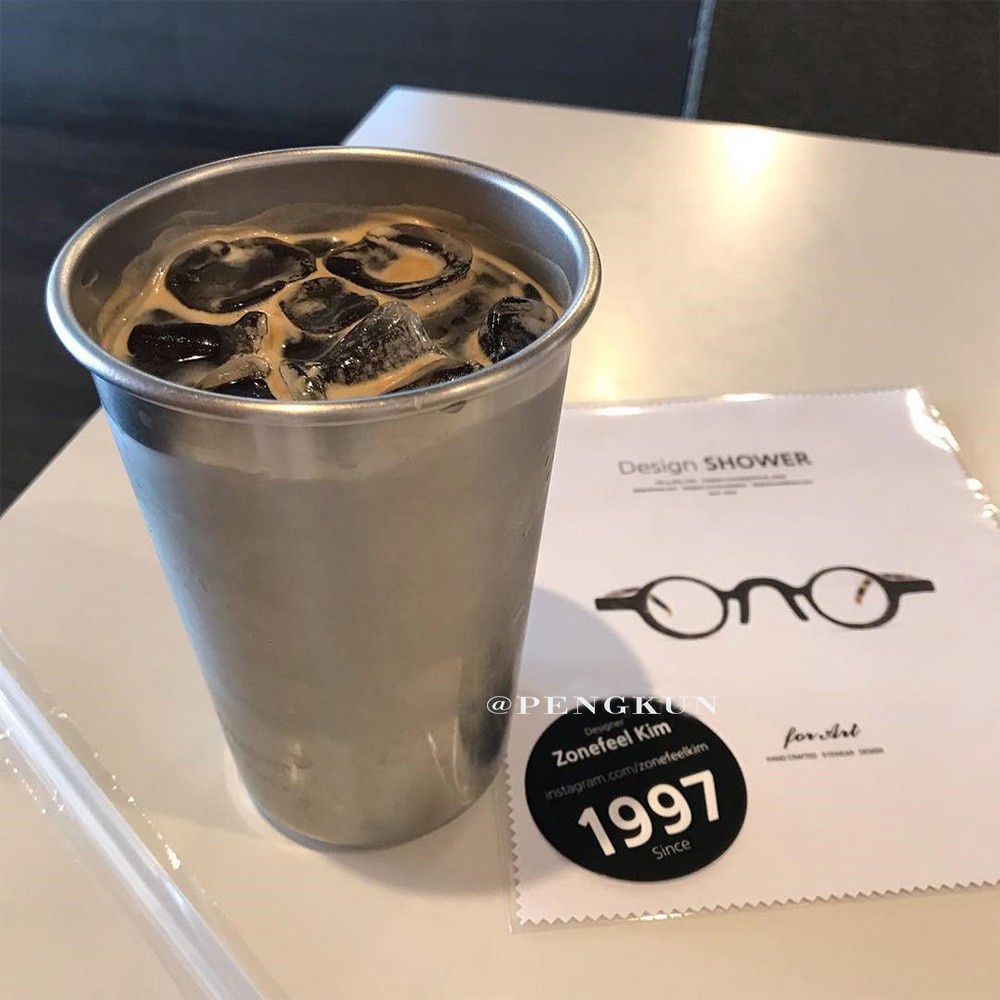 Design SHOWER
@PENGKUN
Designer
Zonefeel Kim
instagram.com/zonefeelkim
1997
Since
for Art
HAND CRAFTED EYEWEAR DESIGN